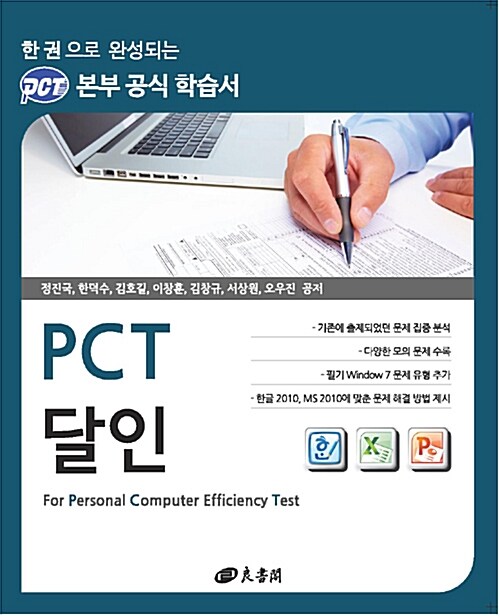 한 권으로 완성되는
PCT 본부 공식 학습서
정진국, 한덕수, 김호길, 이창훈, 김창규, 서상원, 오우진 공저
PCT
달인
- 기존에 출제되었던 문제 집중 분석
- 다양한 모의 문제 수록
- 필기 Window 7 문제 유형 추가
- 한글 2010, MS 2010에 맞춘 문제 해결 방법 제시
For Personal Computer Efficiency Test
良書閣